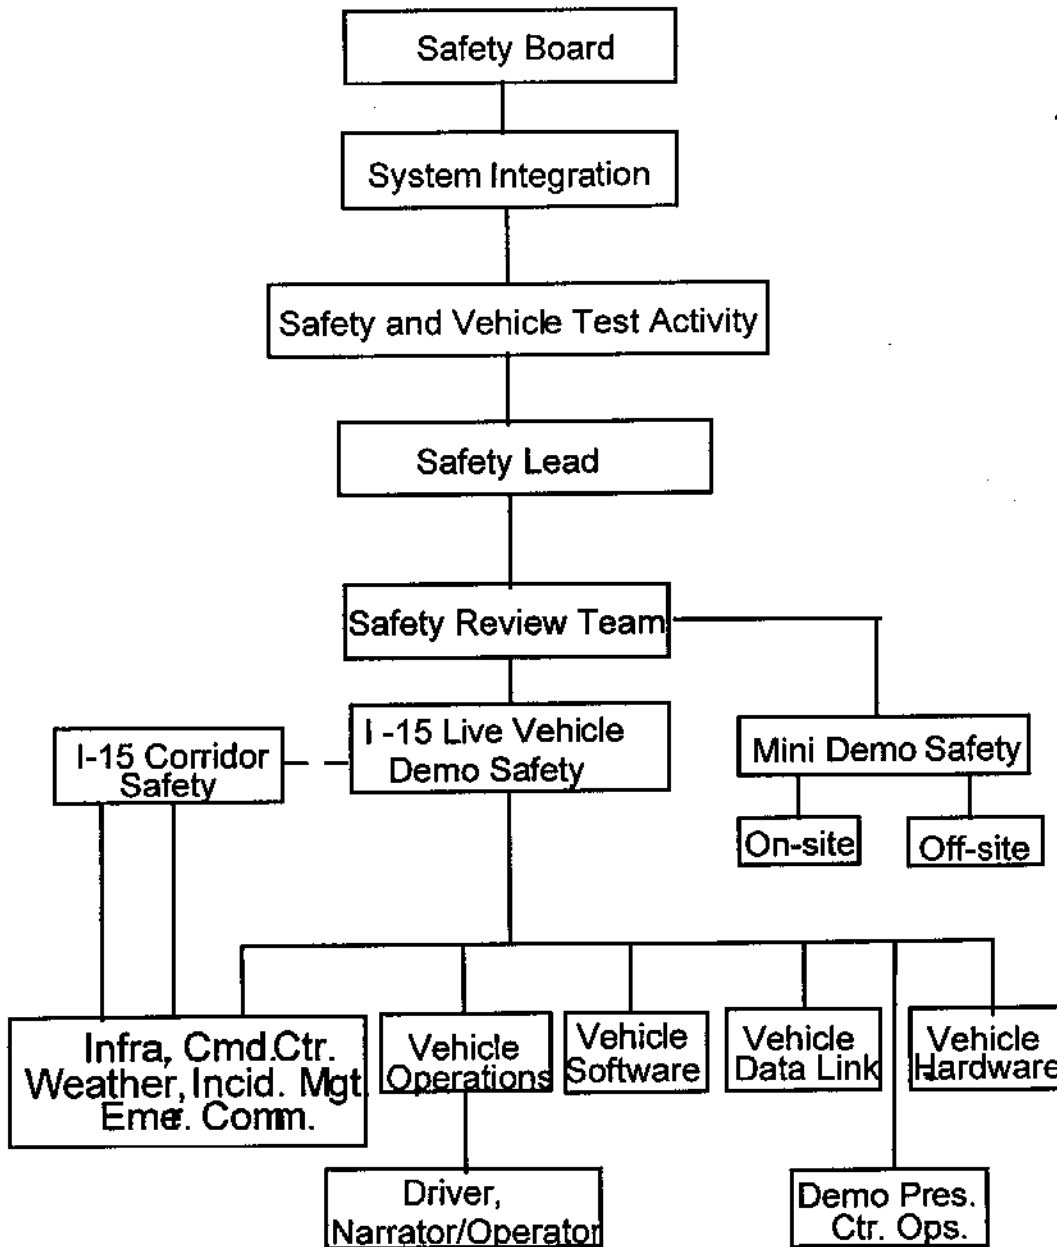 Safety Board
System Integration
Safety and Vehicle Test Activity
Safety Lead
Safety Review Team
I-15 Corridor
Safety
I -15 Live Vehicle
Demo Safety
Mini Demo Safety
On-site
Off-site
Infra, Cmd.Ctr.
Weather, Incid. Mgt.
Emer. Comm.
Vehicle
Operations
Vehicle
Software
Vehicle
Data Link
Vehicle
Hardware
Driver,
Narrator/Operator
Demo Pres.
Ctr. Ops.